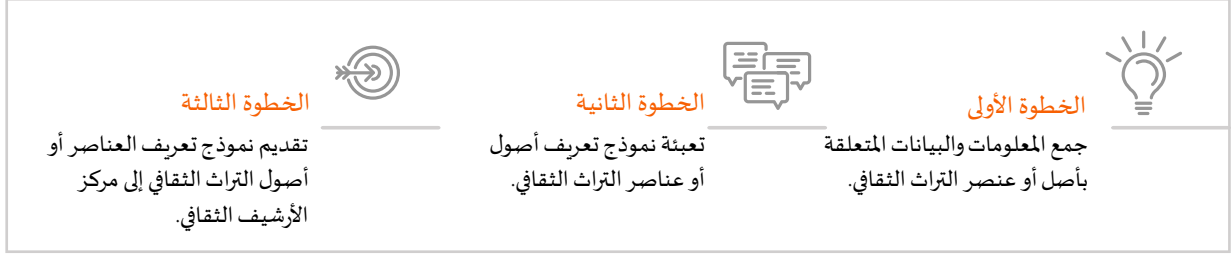 الخطوة الأولى
جمع المعلومات والبيانات المتعلقة
بأصل أو عنصر التراث الثقافي.
الخطوة الثانية
تعبئة نموذج تعريف أصول
أو عناصر التراث الثقافي.
الخطوة الثالثة
تقديم نموذج تعريف العناصر أو
أصول التراث الثقافي إلى مركز
الأرشيف الثقافي.